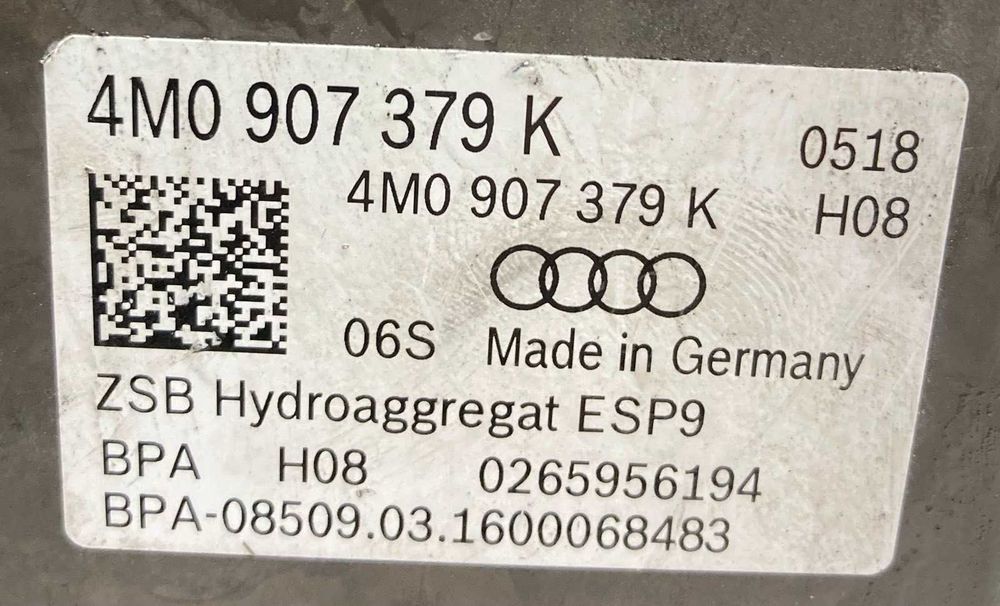 4M0 907 379 K 0518
4M0 907 379 K H08
06S Made in Germany
ZSB Hydroaggregat ESP9
BPA H08 0265956194
BPA-08509.03.1600068483